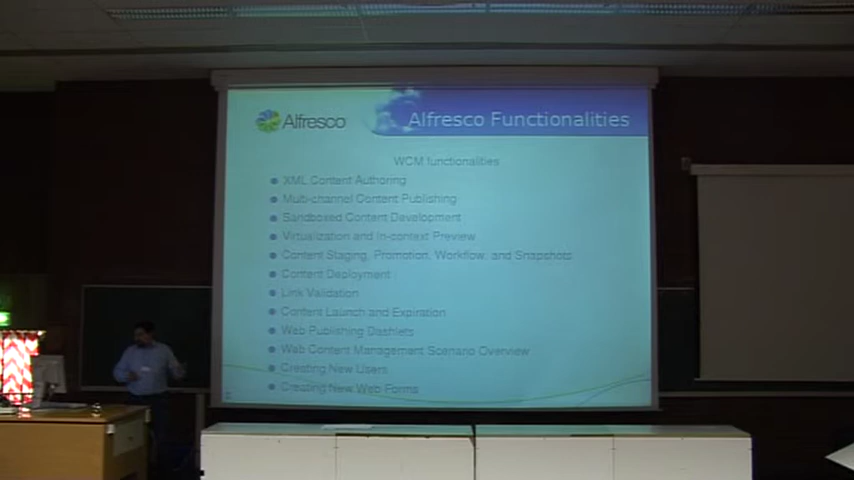 Alfresco
Alfresco Functionalities
WCM functionalities
XML Content Authoring
Multi-channel Content Publishing
Sandboxed Content Development
Virtualization and In-context Preview
Content Staging, Promotion, Workflow, and Snapshots
Content Deployment
Link Validation
Content Launch and Expiration
Web Publishing Dashlets
Web Content Management Scenario Overview
Creating New Users
Creating New Web Forms